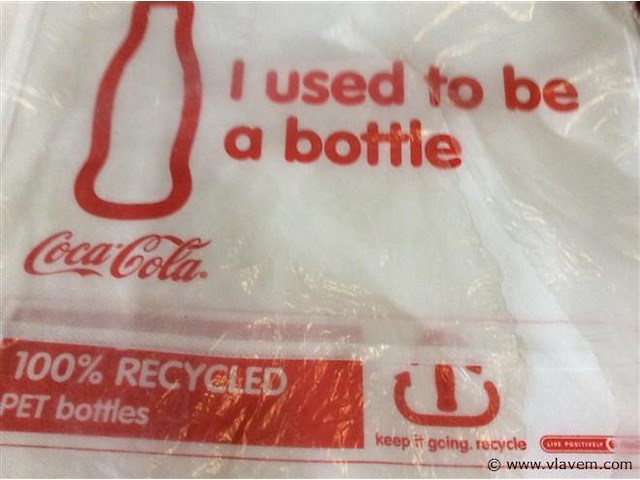 I used to be
a bottle
Coca-Cola
100% RECYCLED
PET bottles
keep it going. recycle
LIVE POSITIVELY
© www.vlavem.com